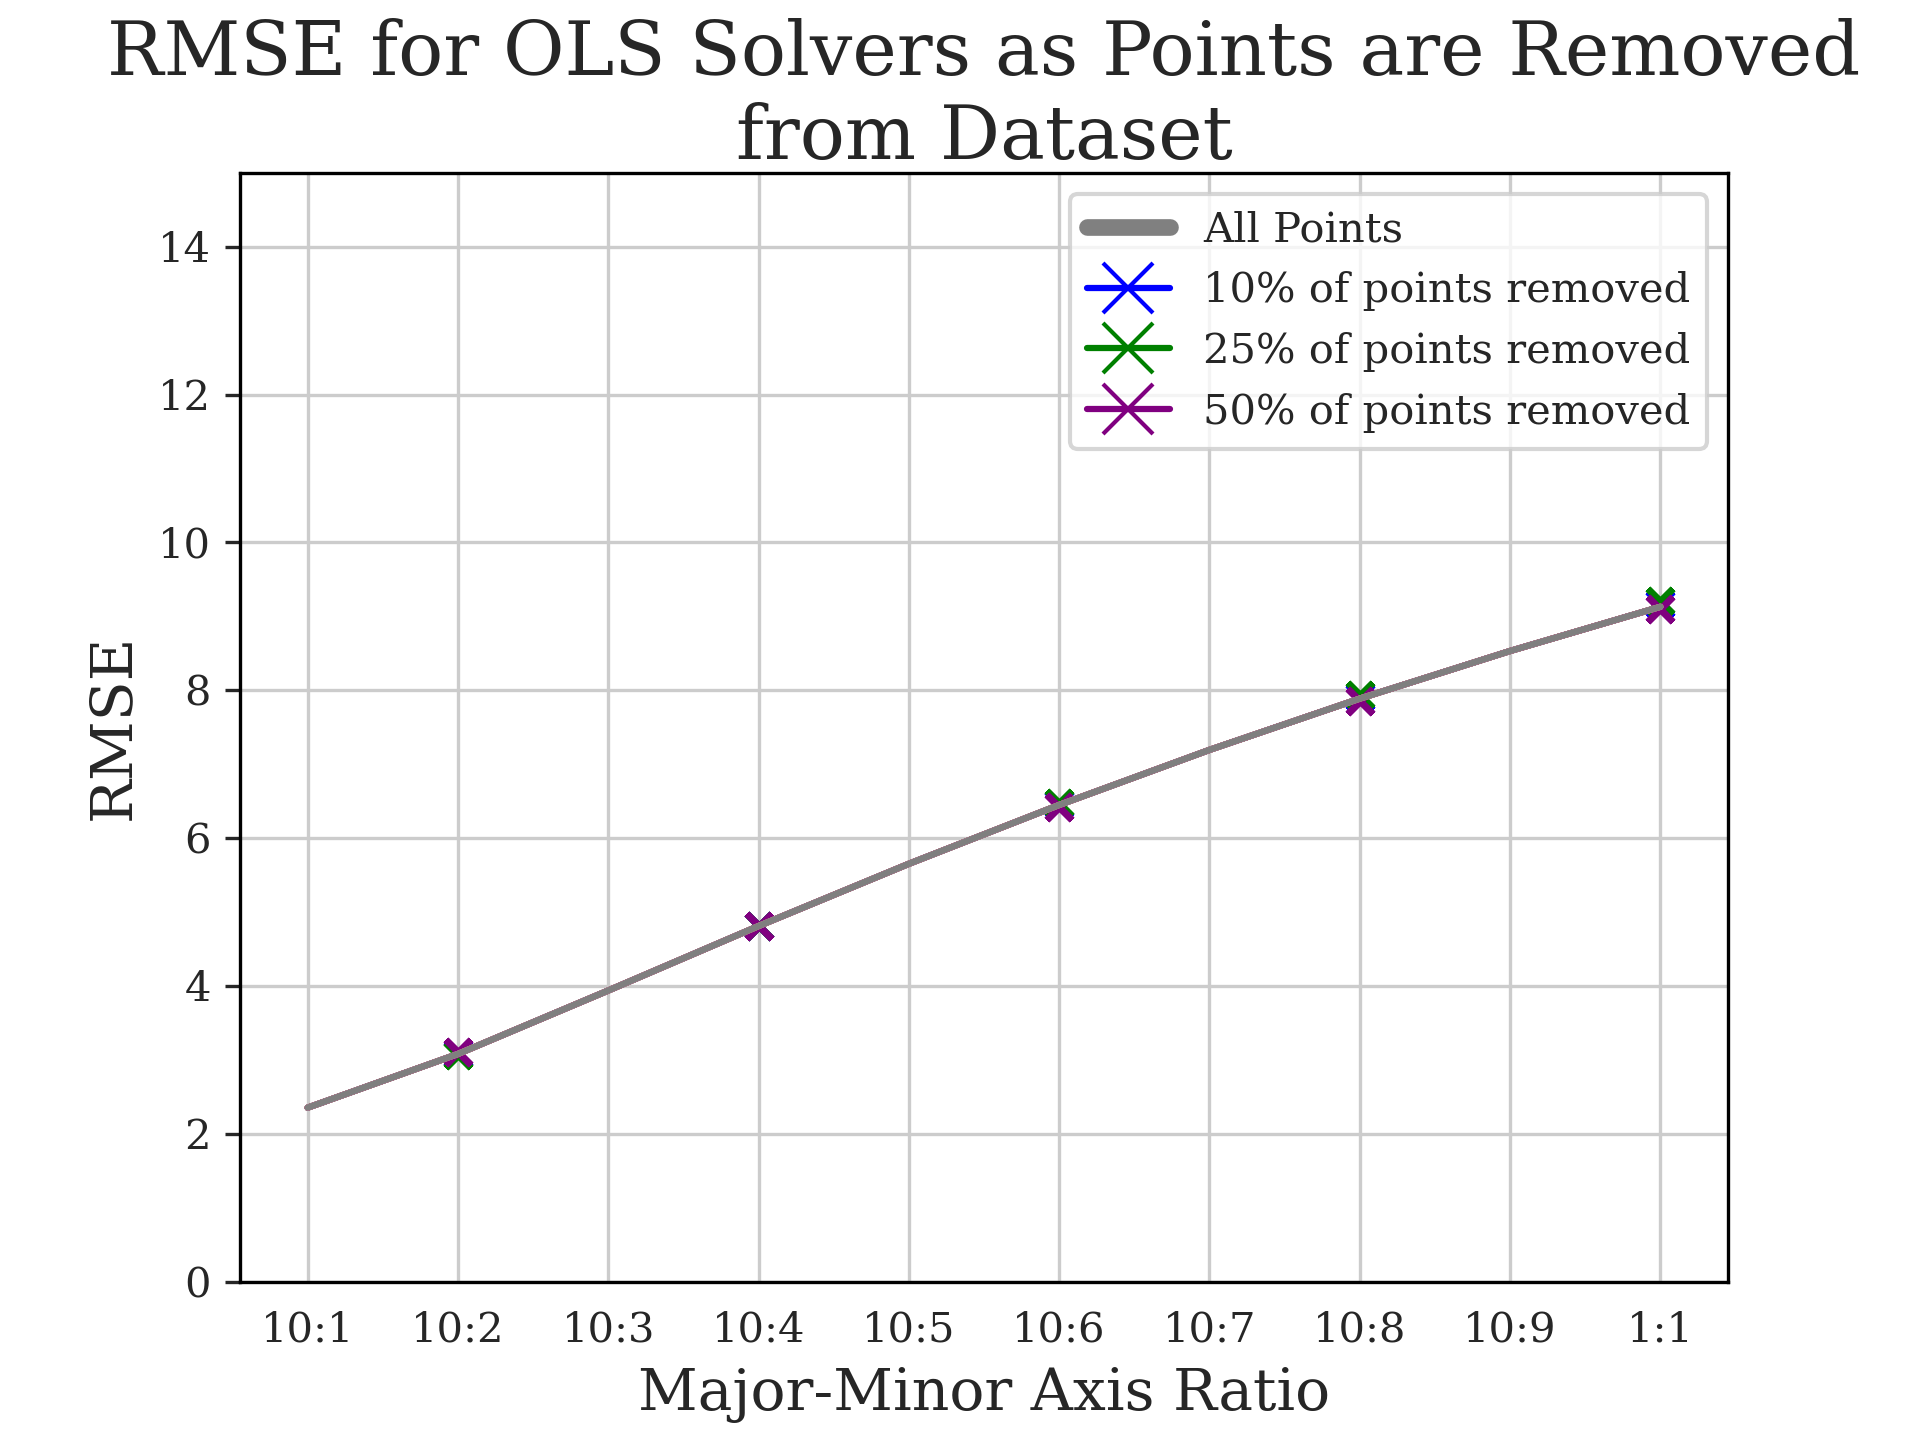 RMSE for OLS Solvers as Points are Removed
from Dataset
All Points
10% of points removed
25% of points removed
50% of points removed
14
12
10
8
6
4
2
0
RMSE
10:1 10:2 10:3 10:4 10:5 10:6 10:7 10:8 10:9 1:1
Major-Minor Axis Ratio